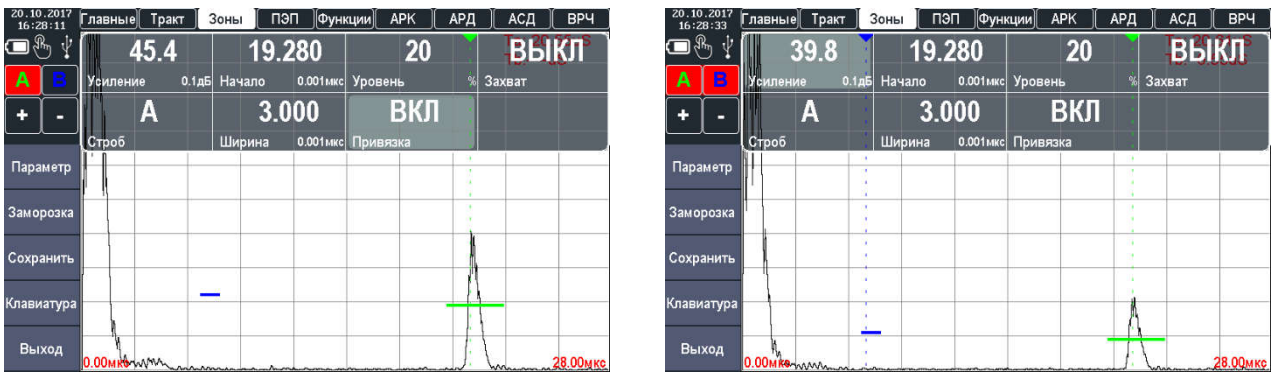 20.10.2017
16:28:11
Главные Тракт Зоны ПЭП Функции АРК АРД АСД ВРЧ
45.4 19.280 20 ВЫКЛ
A B
Усиление 0.1дБ Начало 0.001мкс Уровень % Захват
+ - A 3.000 ВКЛ
Строб Ширина 0.001мкс Привязка
Параметр
Заморозка
Сохранить
Клавиатура
Выход
0.00мкс 28.00мкс
20.10.2017
16:28:33
Главные Тракт Зоны ПЭП Функции АРК АРД АСД ВРЧ
39.8 19.280 20 ВЫКЛ
A B
Усиление 0.1дБ Начало 0.001мкс Уровень % Захват
+ - A 3.000 ВКЛ
Строб Ширина 0.001мкс Привязка
Параметр
Заморозка
Сохранить
Клавиатура
Выход
0.00мкс 28.00мкс